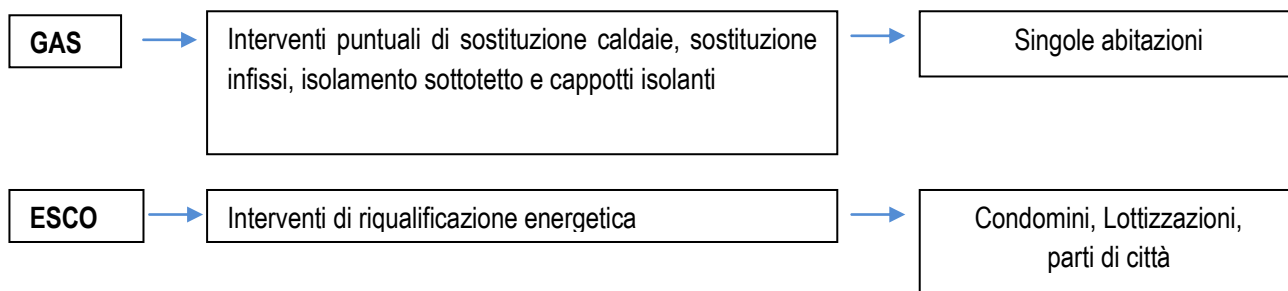 GAS
Interventi puntuali di sostituzione caldaie, sostituzione
infissi, isolamento sottotetto e cappotti isolanti
Singole abitazioni
ESCO
Interventi di riqualificazione energetica
Condomini, Lottizzazioni,
parti di città